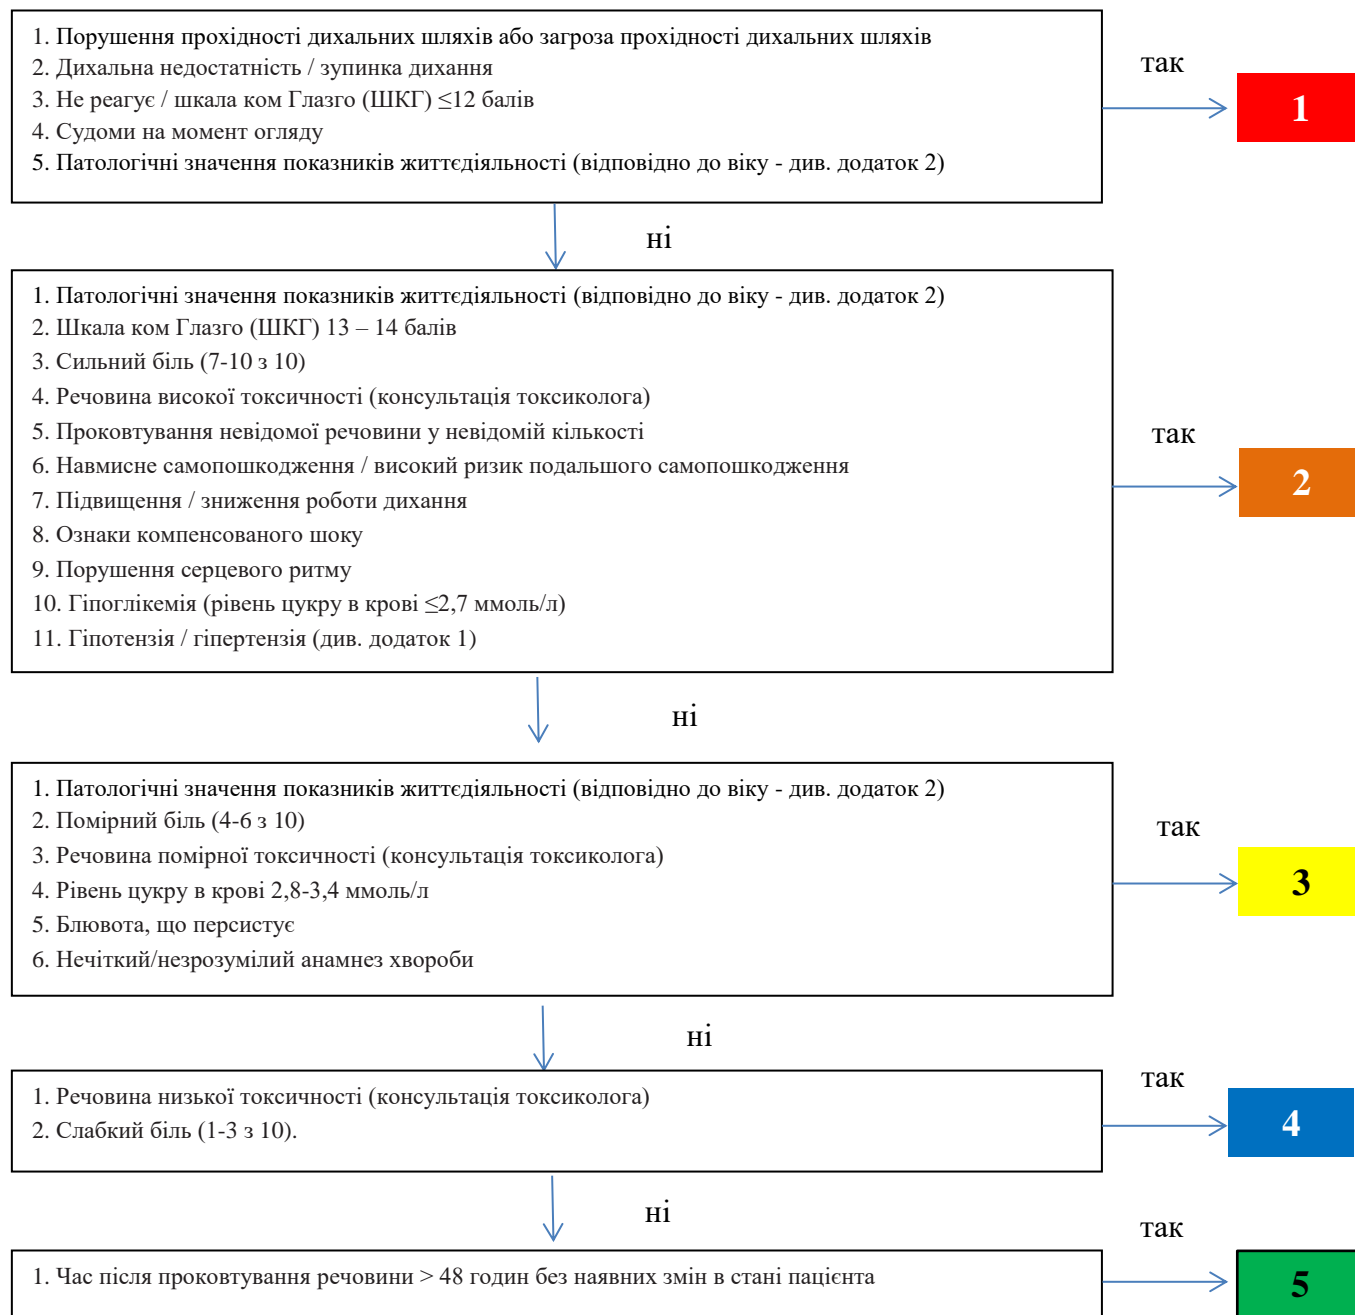 1. Порушення прохідності дихальних шляхів або загроза прохідності дихальних шляхів
2. Дихальна недостатність / зупинка дихання
3. Не реагує / шкала ком Глазго (ШКГ) ≤12 балів
4. Судоми на момент огляду
5. Патологічні значення показників життєдіяльності (відповідно до віку - див. додаток 2)
так
1
ні
1. Патологічні значення показників життєдіяльності (відповідно до віку - див. додаток 2)
2. Шкала ком Глазго (ШКГ) 13 – 14 балів
3. Сильний біль (7-10 з 10)
4. Речовина високої токсичності (консультація токсиколога)
5. Проковтування невідомої речовини у невідомій кількості
6. Навмисне самопошкодження / високий ризик подальшого самопошкодження
7. Підвищення / зниження роботи дихання
8. Ознаки компенсованого шоку
9. Порушення серцевого ритму
10. Гіпоглікемія (рівень цукру в крові ≤2,7 ммоль/л)
11. Гіпотензія / гіпертензія (див. додаток 1)
так
2
ні
1. Патологічні значення показників життєдіяльності (відповідно до віку - див. додаток 2)
2. Помірний біль (4-6 з 10)
3. Речовина помірної токсичності (консультація токсиколога)
4. Рівень цукру в крові 2,8-3,4 ммоль/л
5. Блювота, що персистує
6. Нечіткий/незрозумілий анамнез хвороби
так
3
ні
1. Речовина низької токсичності (консультація токсиколога)
2. Слабкий біль (1-3 з 10).
так
4
ні
1. Час після проковтування речовини > 48 годин без наявних змін в стані пацієнта
так
5